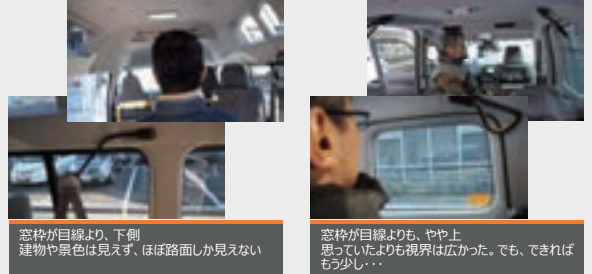 窓枠が目線より、下側
建物や景色は見えず、ほぼ路面しか見えない
窓枠が目線よりも、やや上
思っていたよりも視界は広かった。でも、できれば
もう少し・・・